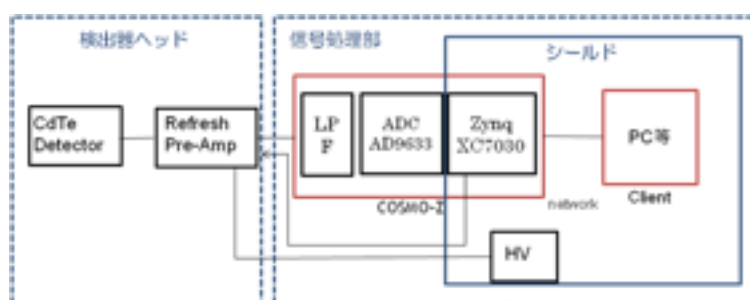 検出器ヘッド
信号処理部
シールド
CdTe
Detector
Refresh
Pre-Amp
LP
F
ADC
AD9633
Zynq
XC7030
PC等
COSMO-Z
network
Client
HV